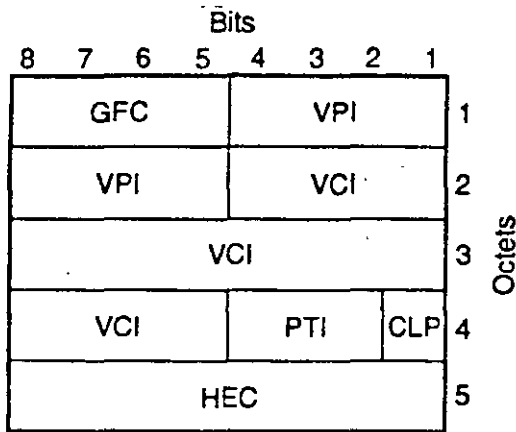 Bits
8 7 6 5 4 3 2 1
GFC VPI 1
VPI VCI 2
VCI 3
VCI PTI CLP 4
HEC 5
Octets